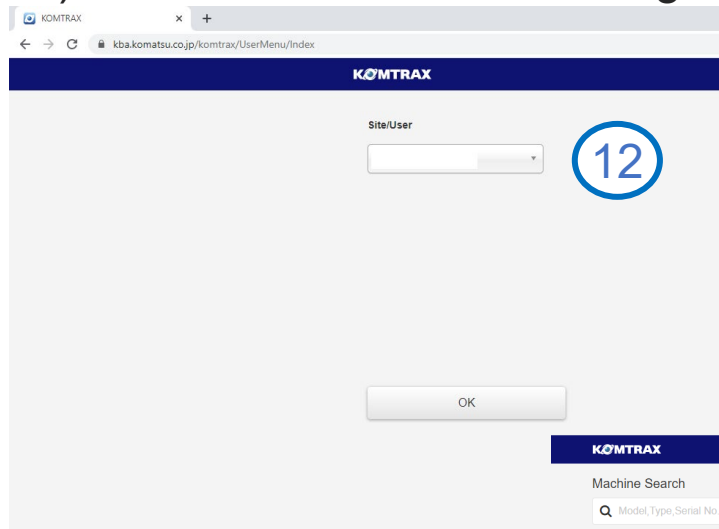 KOMTRAX
kba.komatsu.co.jp/komtrax/UserMenu/Index
KOMTRAX
Site/User
12
OK
KOMTRAX
Machine Search
Model,Type,Serial No